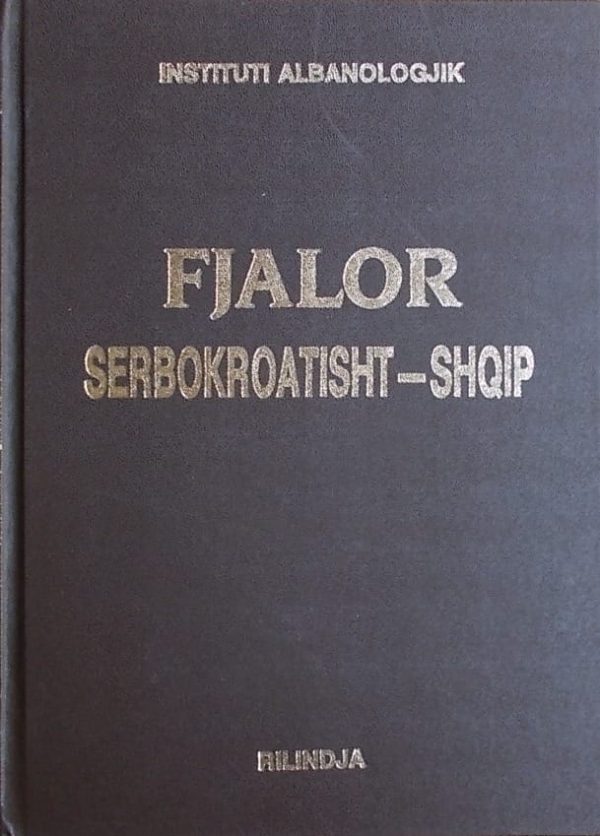 INSTITUTI ALBANOLOGJIK
FJALOR
SERBOKROATISHT–SHQIP
RILINDJA